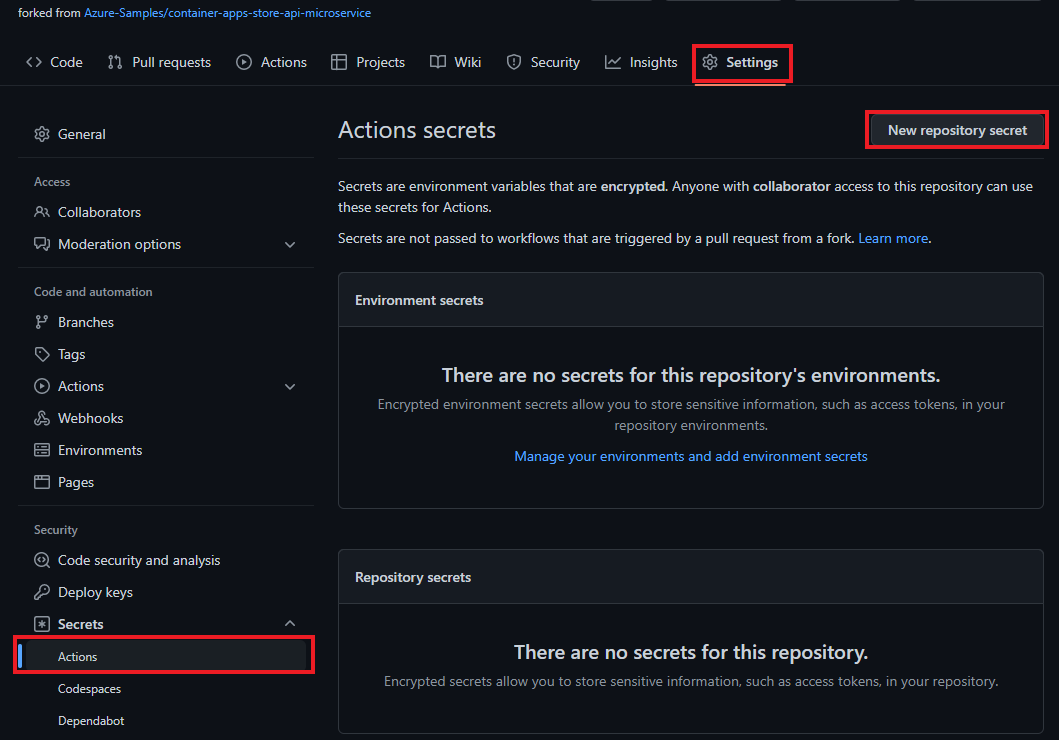 forked from Azure-Samples/container-apps-store-api-microservice
Code Pull requests Actions Projects Wiki Security Insights Settings
General
Access
Collaborators
Moderation options
Code and automation
Branches
Tags
Actions
Webhooks
Environments
Pages
Security
Code security and analysis
Deploy keys
Secrets
Actions
Codespaces
Dependabot
Actions secrets
New repository secret
Secrets are environment variables that are encrypted. Anyone with collaborator access to this repository can use
these secrets for Actions.
Secrets are not passed to workflows that are triggered by a pull request from a fork. Learn more.
Environment secrets
There are no secrets for this repository's environments.
Encrypted environment secrets allow you to store sensitive information, such as access tokens, in your
repository environments.
Manage your environments and add environment secrets
Repository secrets
There are no secrets for this repository.
Encrypted secrets allow you to store sensitive information, such as access tokens, in your repository.